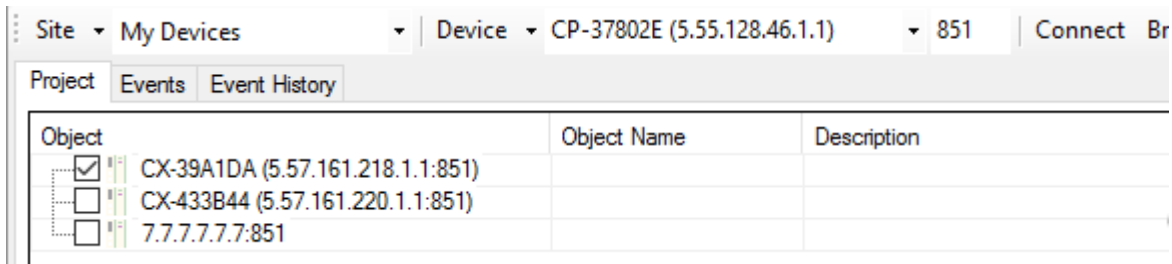 Site My Devices Device CP-37802E (5.55.128.46.1.1) 851 Connect Br
Project Events Event History
Object Object Name Description
CX-39A1DA (5.57.161.218.1.1:851)
CX-433B44 (5.57.161.220.1.1:851)
7.7.7.7.7.7:851